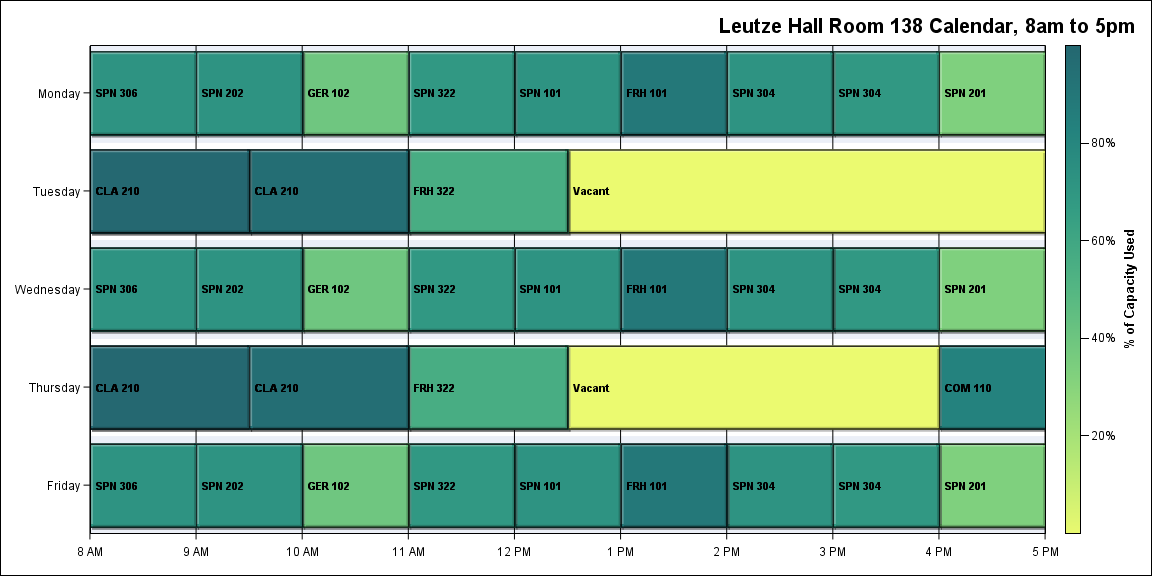 Leutze Hall Room 138 Calendar, 8am to 5pm
Monday
SPN 306 SPN 202 GER 102 SPN 322 SPN 101 FRH 101 SPN 304 SPN 304 SPN 201
Tuesday
CLA 210 CLA 210 FRH 322 Vacant
Wednesday
SPN 306 SPN 202 GER 102 SPN 322 SPN 101 FRH 101 SPN 304 SPN 304 SPN 201
Thursday
CLA 210 CLA 210 FRH 322 Vacant COM 110
Friday
SPN 306 SPN 202 GER 102 SPN 322 SPN 101 FRH 101 SPN 304 SPN 304 SPN 201
8 AM 9 AM 10 AM 11 AM 12 PM 1 PM 2 PM 3 PM 4 PM 5 PM
80%
60%
40%
20%
% of Capacity Used